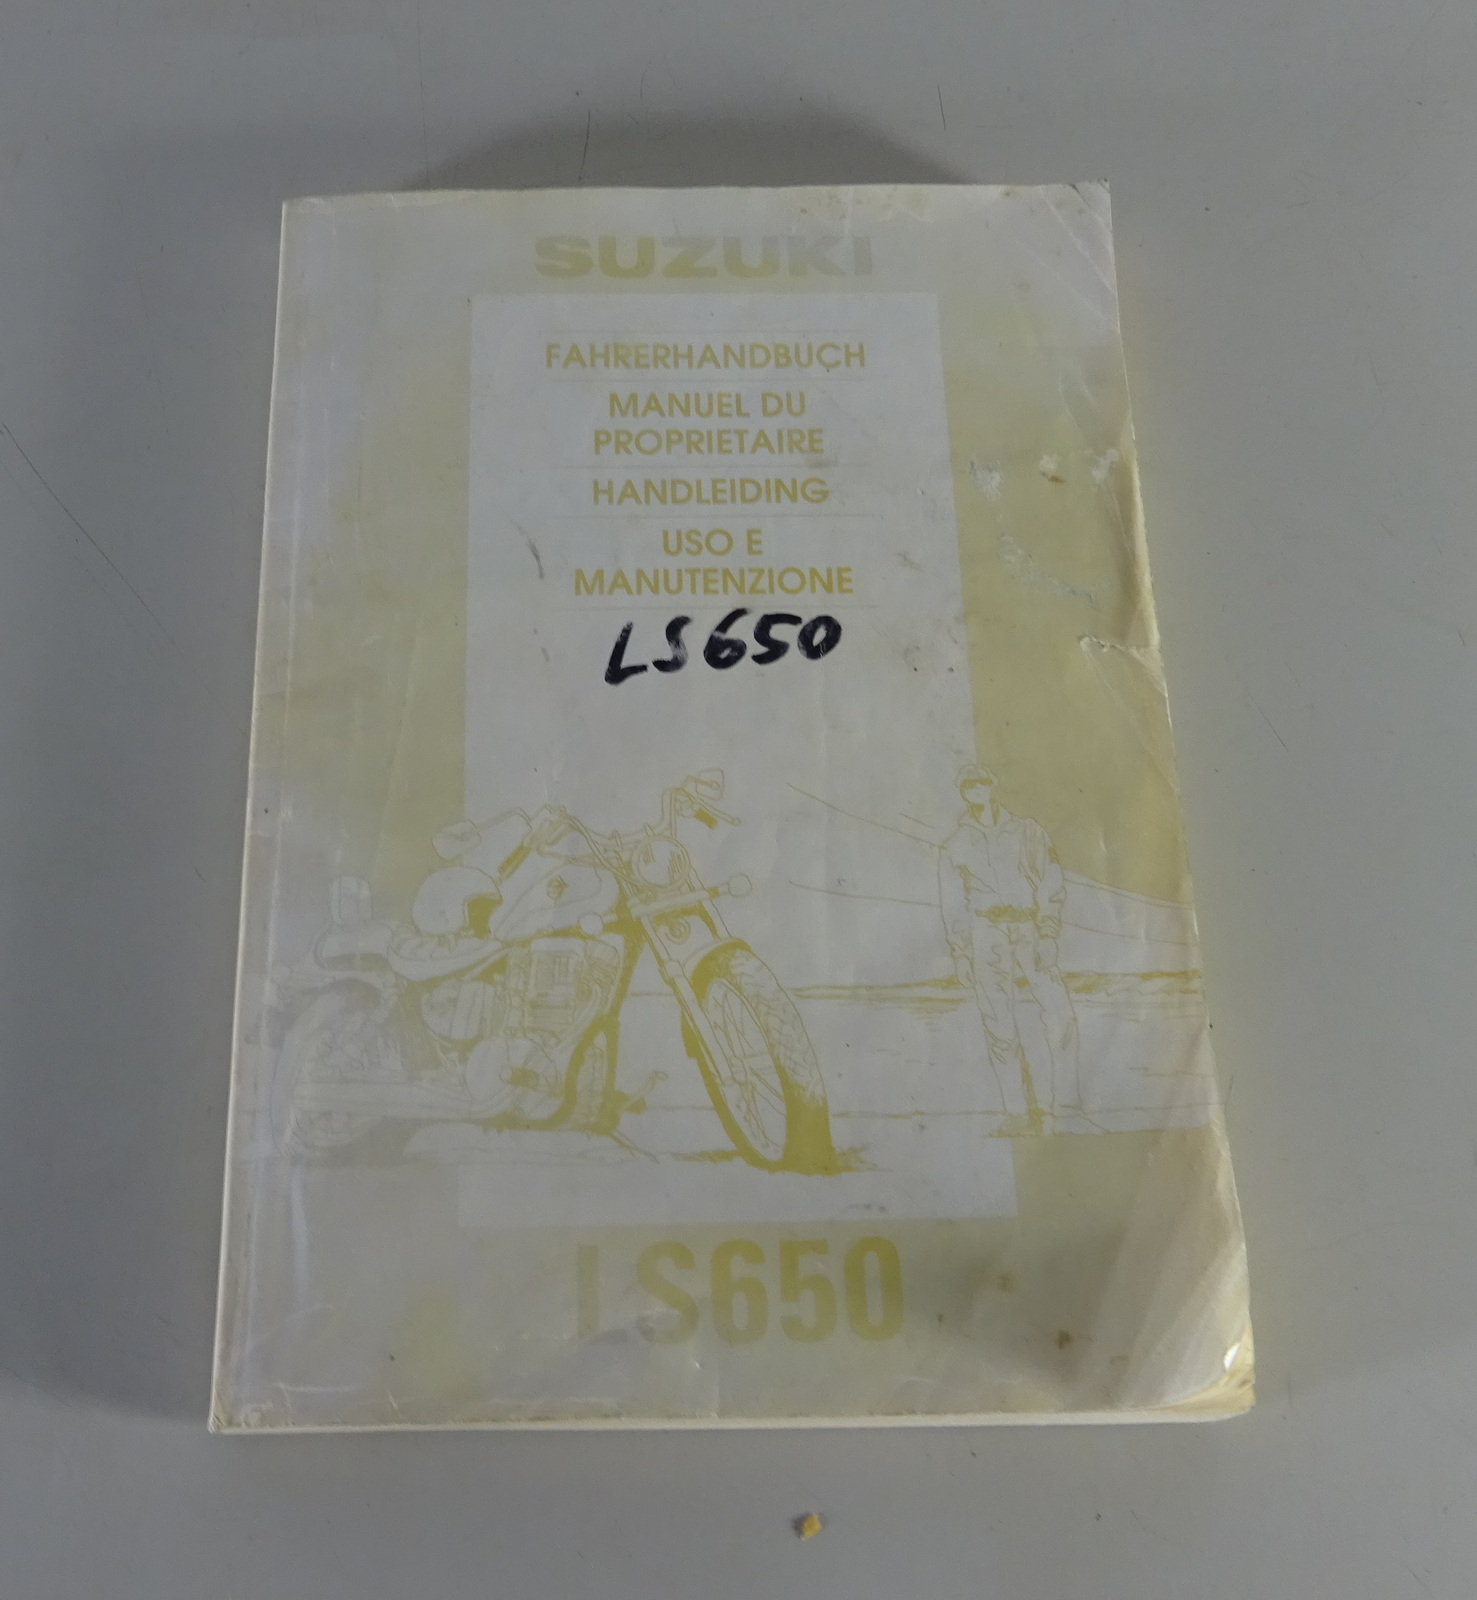 SUZUKI
FAHRERHANDBUCH
MANUEL DU
PROPRIETAIRE
HANDLEIDING
USO E
MANUTENZIONE
LS650
LS650